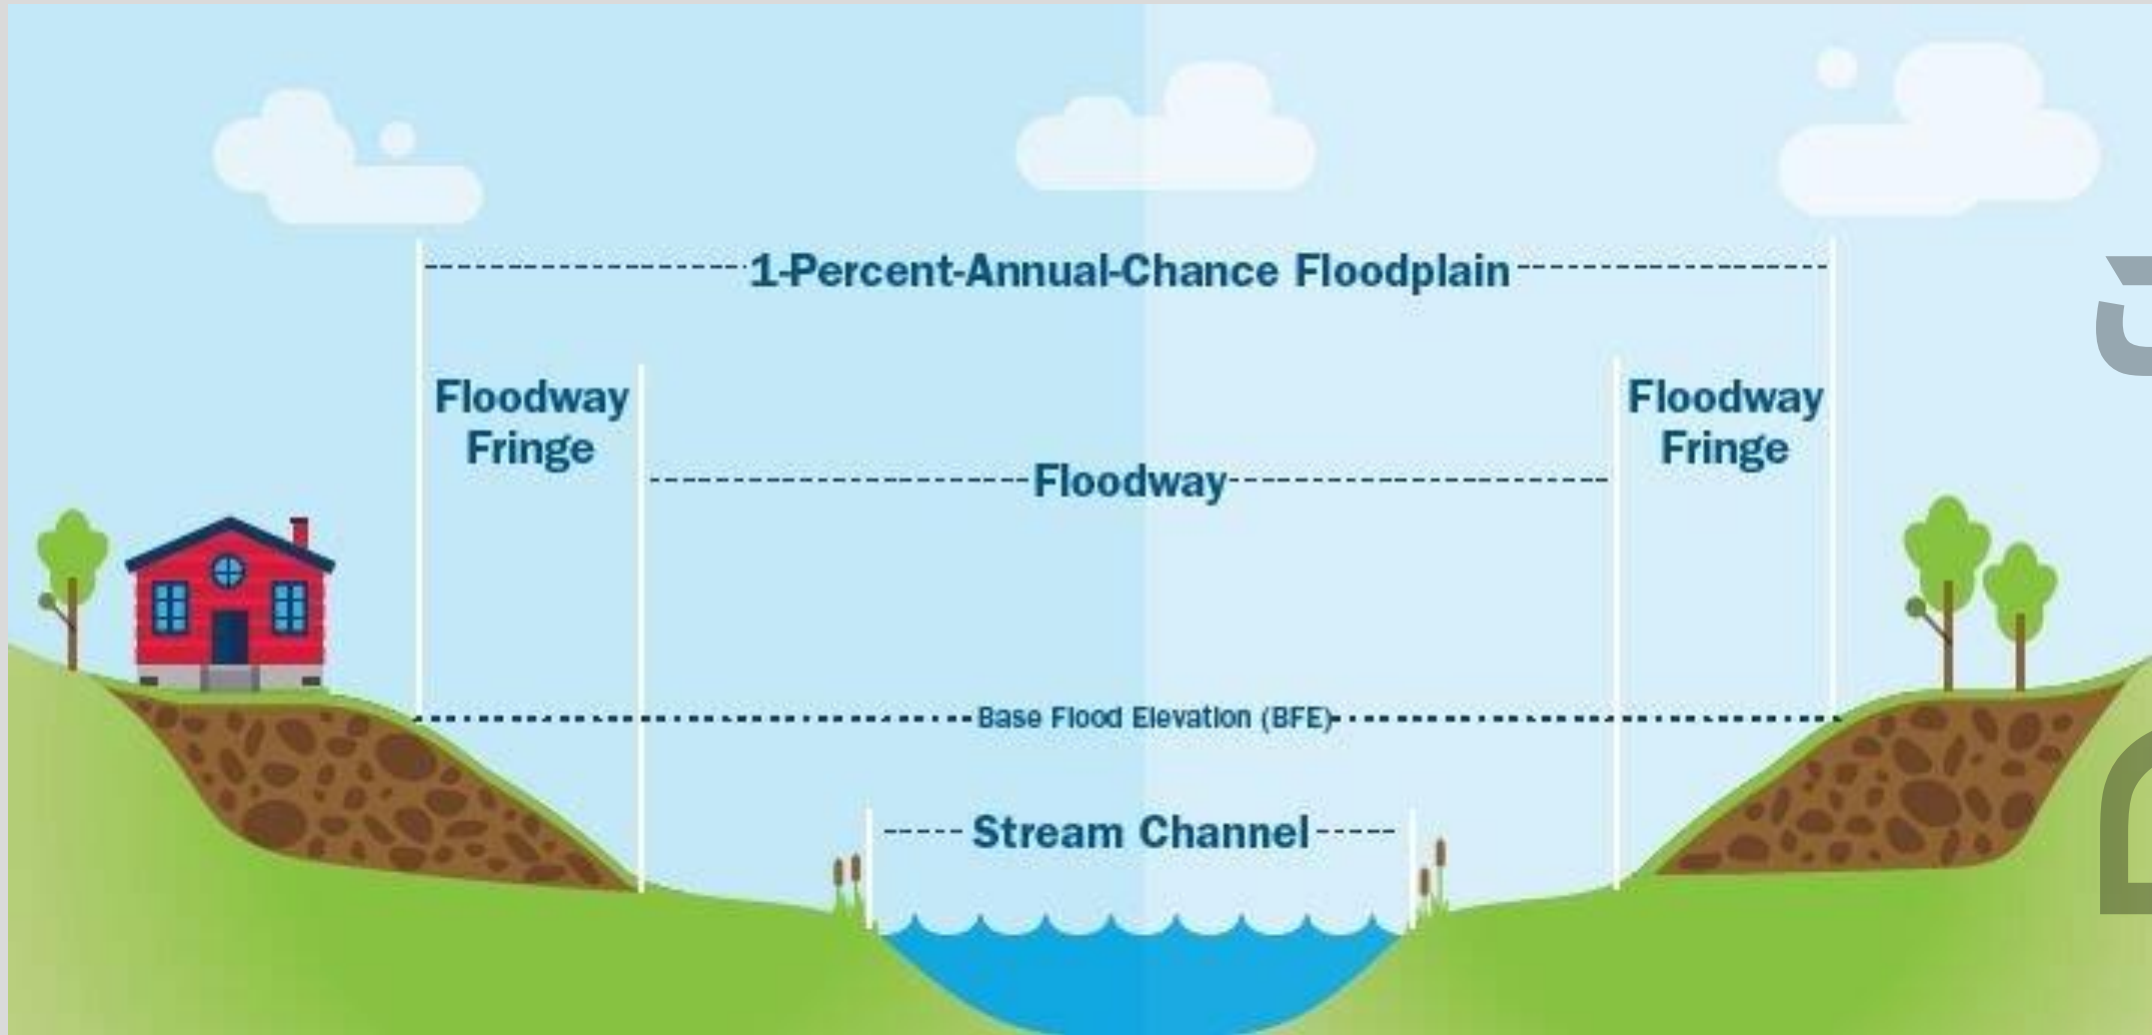 1-Percent-Annual-Chance Floodplain
Floodway
Fringe
Floodway
Fringe
Floodway
Base Flood Elevation (BFE)
Stream Channel